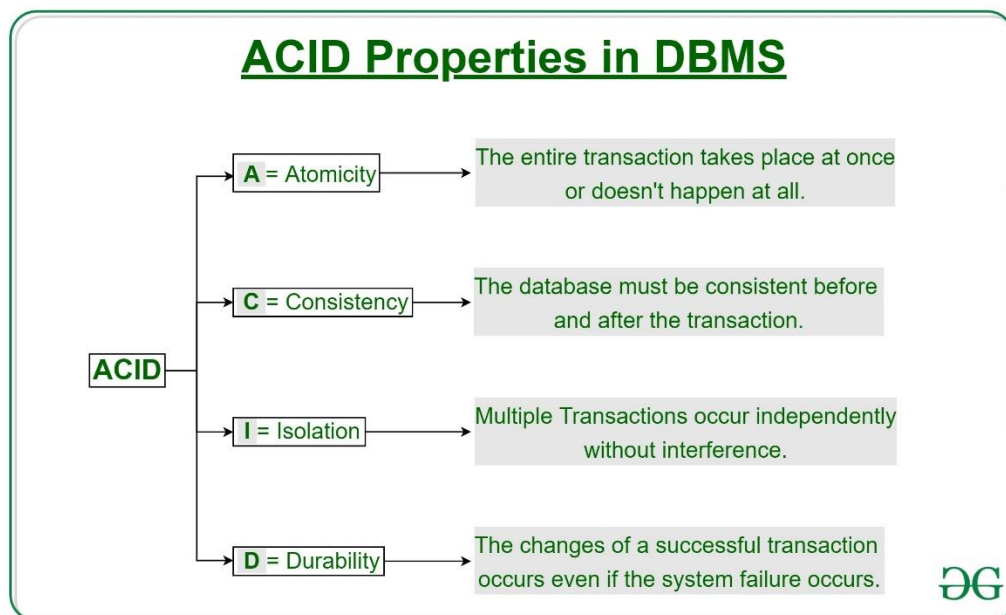 ACID Properties in DBMS
A = Atomicity
The entire transaction takes place at once
or doesn't happen at all.
C = Consistency
The database must be consistent before
and after the transaction.
ACID
I = Isolation
Multiple Transactions occur independently
without interference.
D = Durability
The changes of a successful transaction
occurs even if the system failure occurs.